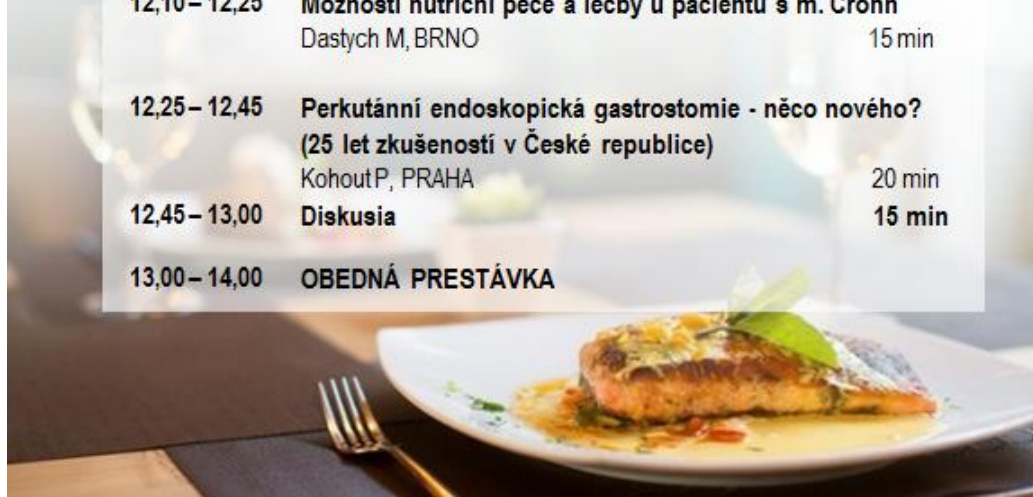 12,10 – 12,25 Možnosti nutriční péče a léčby u pacientů s m. Crohn
Dastych M, BRNO 15 min
12,25 – 12,45 Perkutánní endoskopická gastrostomie - něco nového?
(25 let zkušeností v České republice)
Kohout P, PRAHA 20 min
12,45 – 13,00 Diskusia 15 min
13,00 – 14,00 OBEDNÁ PRESTÁVKA